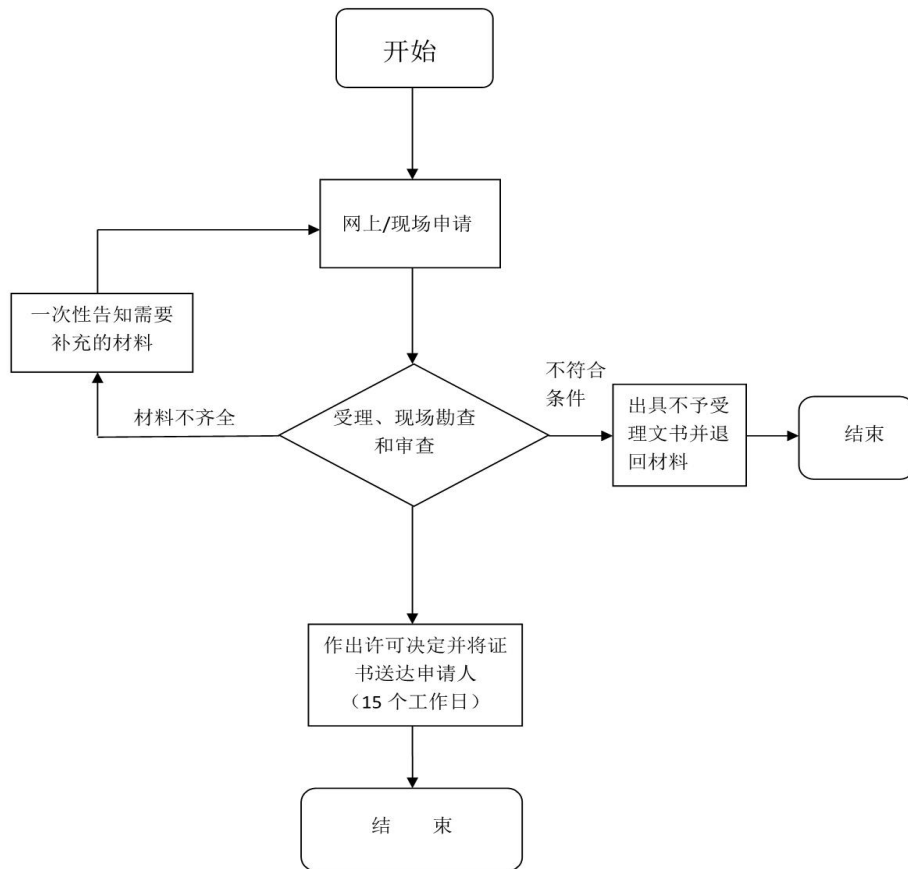 开始
网上/现场申请
一次性告知需要
补充的材料
材料不齐全
受理、现场勘查
和审查
不符合
条件
出具不予受
理文书并退
回材料
结束
作出许可决定并将证
书送达申请人
（15 个工作日）
结 束